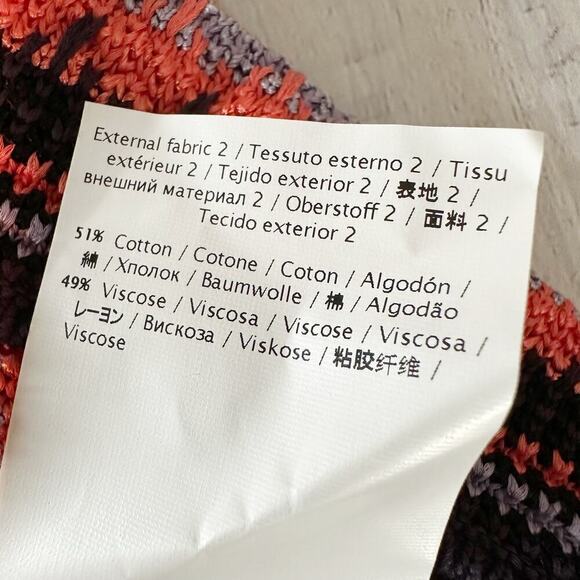 External fabric 2 / Tessuto esterno 2 / Tissu
extérieur 2 / Tejido exterior 2 / 表地 2 /
внешний материал 2 / Oberstoff 2 / 面料 2 /
Tecido exterior 2
51% Cotton / Cotone / Coton / Algodón /
綿 / Хполок / Baumwolle / 棉 / Algodão
49% Viscose / Viscosa / Viscose / Viscosa /
レーヨン / Вискоза / Viskose / 粘胶纤维 /
Viscose